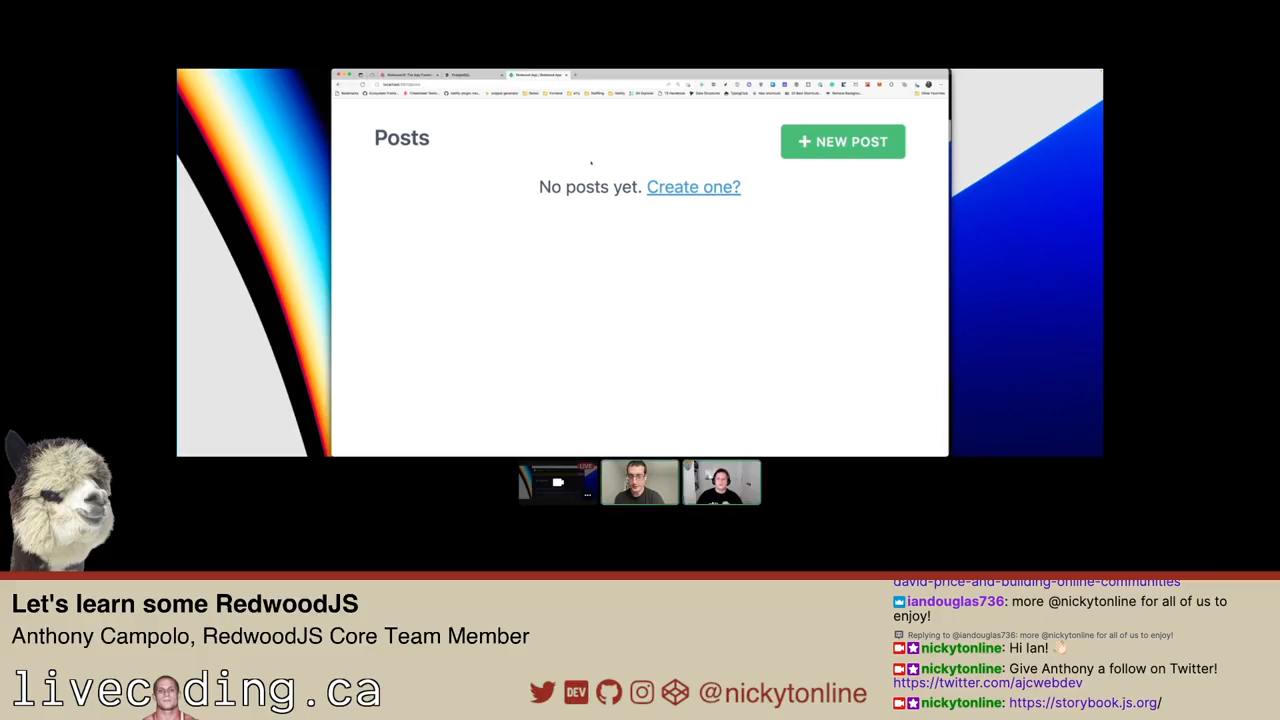 Posts
+ NEW POST
No posts yet. Create one?
LIVE
Let's learn some RedwoodJS
Anthony Campolo, RedwoodJS Core Team Member
livecoding.ca
DEV
@nickytonline
david-price-and-building-online-communities
iandouglas736: more @nickytonline for all of us to
enjoy!
Replying to @iandouglas736: more @nickytonline for all of us to enjoy!
nickytonline: Hi Ian! 👋🏻
nickytonline: Give Anthony a follow on Twitter!
https://twitter.com/ajcwebdev
nickytonline: https://storybook.js.org/